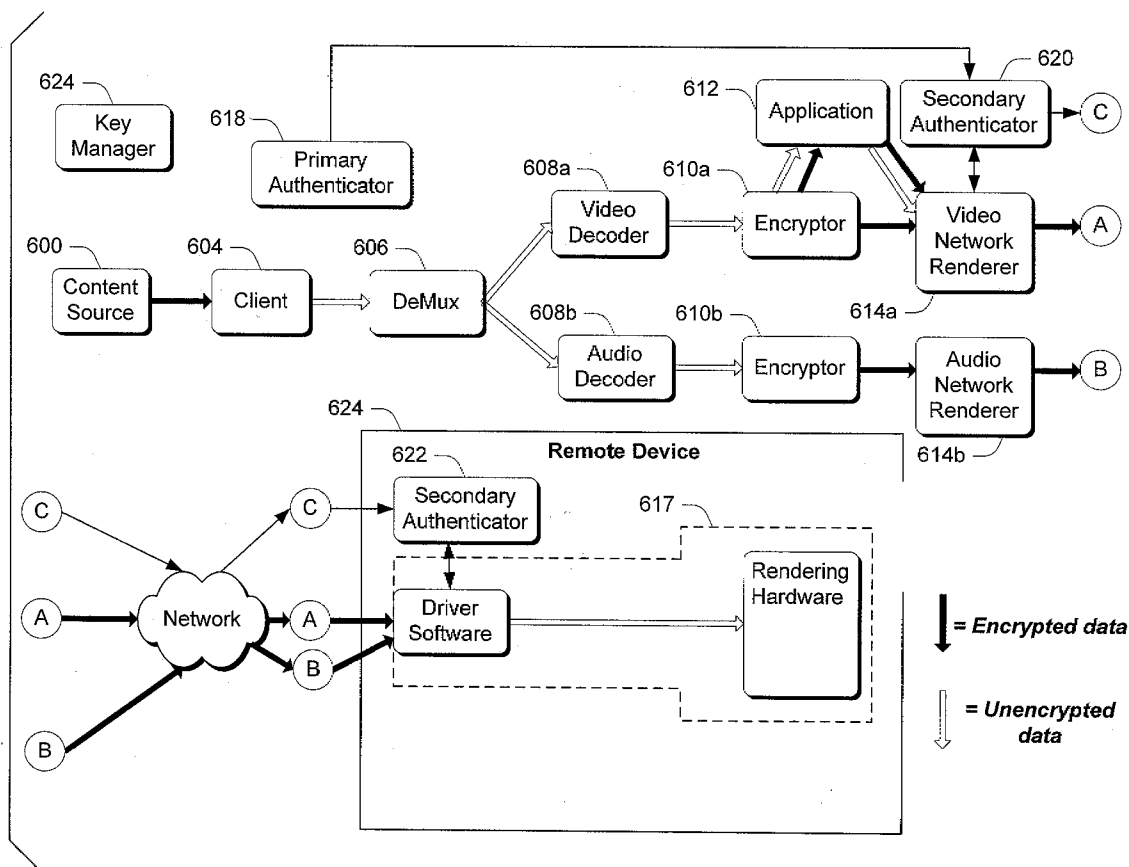 624
Key
Manager
618
Primary
Authenticator
620
Secondary
Authenticator
C
612
Application
608a
Video
Decoder
610a
Encryptor
Video
Network
Renderer
614a
A
600
Content
Source
604
Client
606
DeMux
608b
Audio
Decoder
610b
Encryptor
Audio
Network
Renderer
614b
B
624
Remote Device
622
Secondary
Authenticator
617
C
C
A
Network
A
B
B
Driver
Software
Rendering
Hardware
= Encrypted
data
= Unencrypted
data